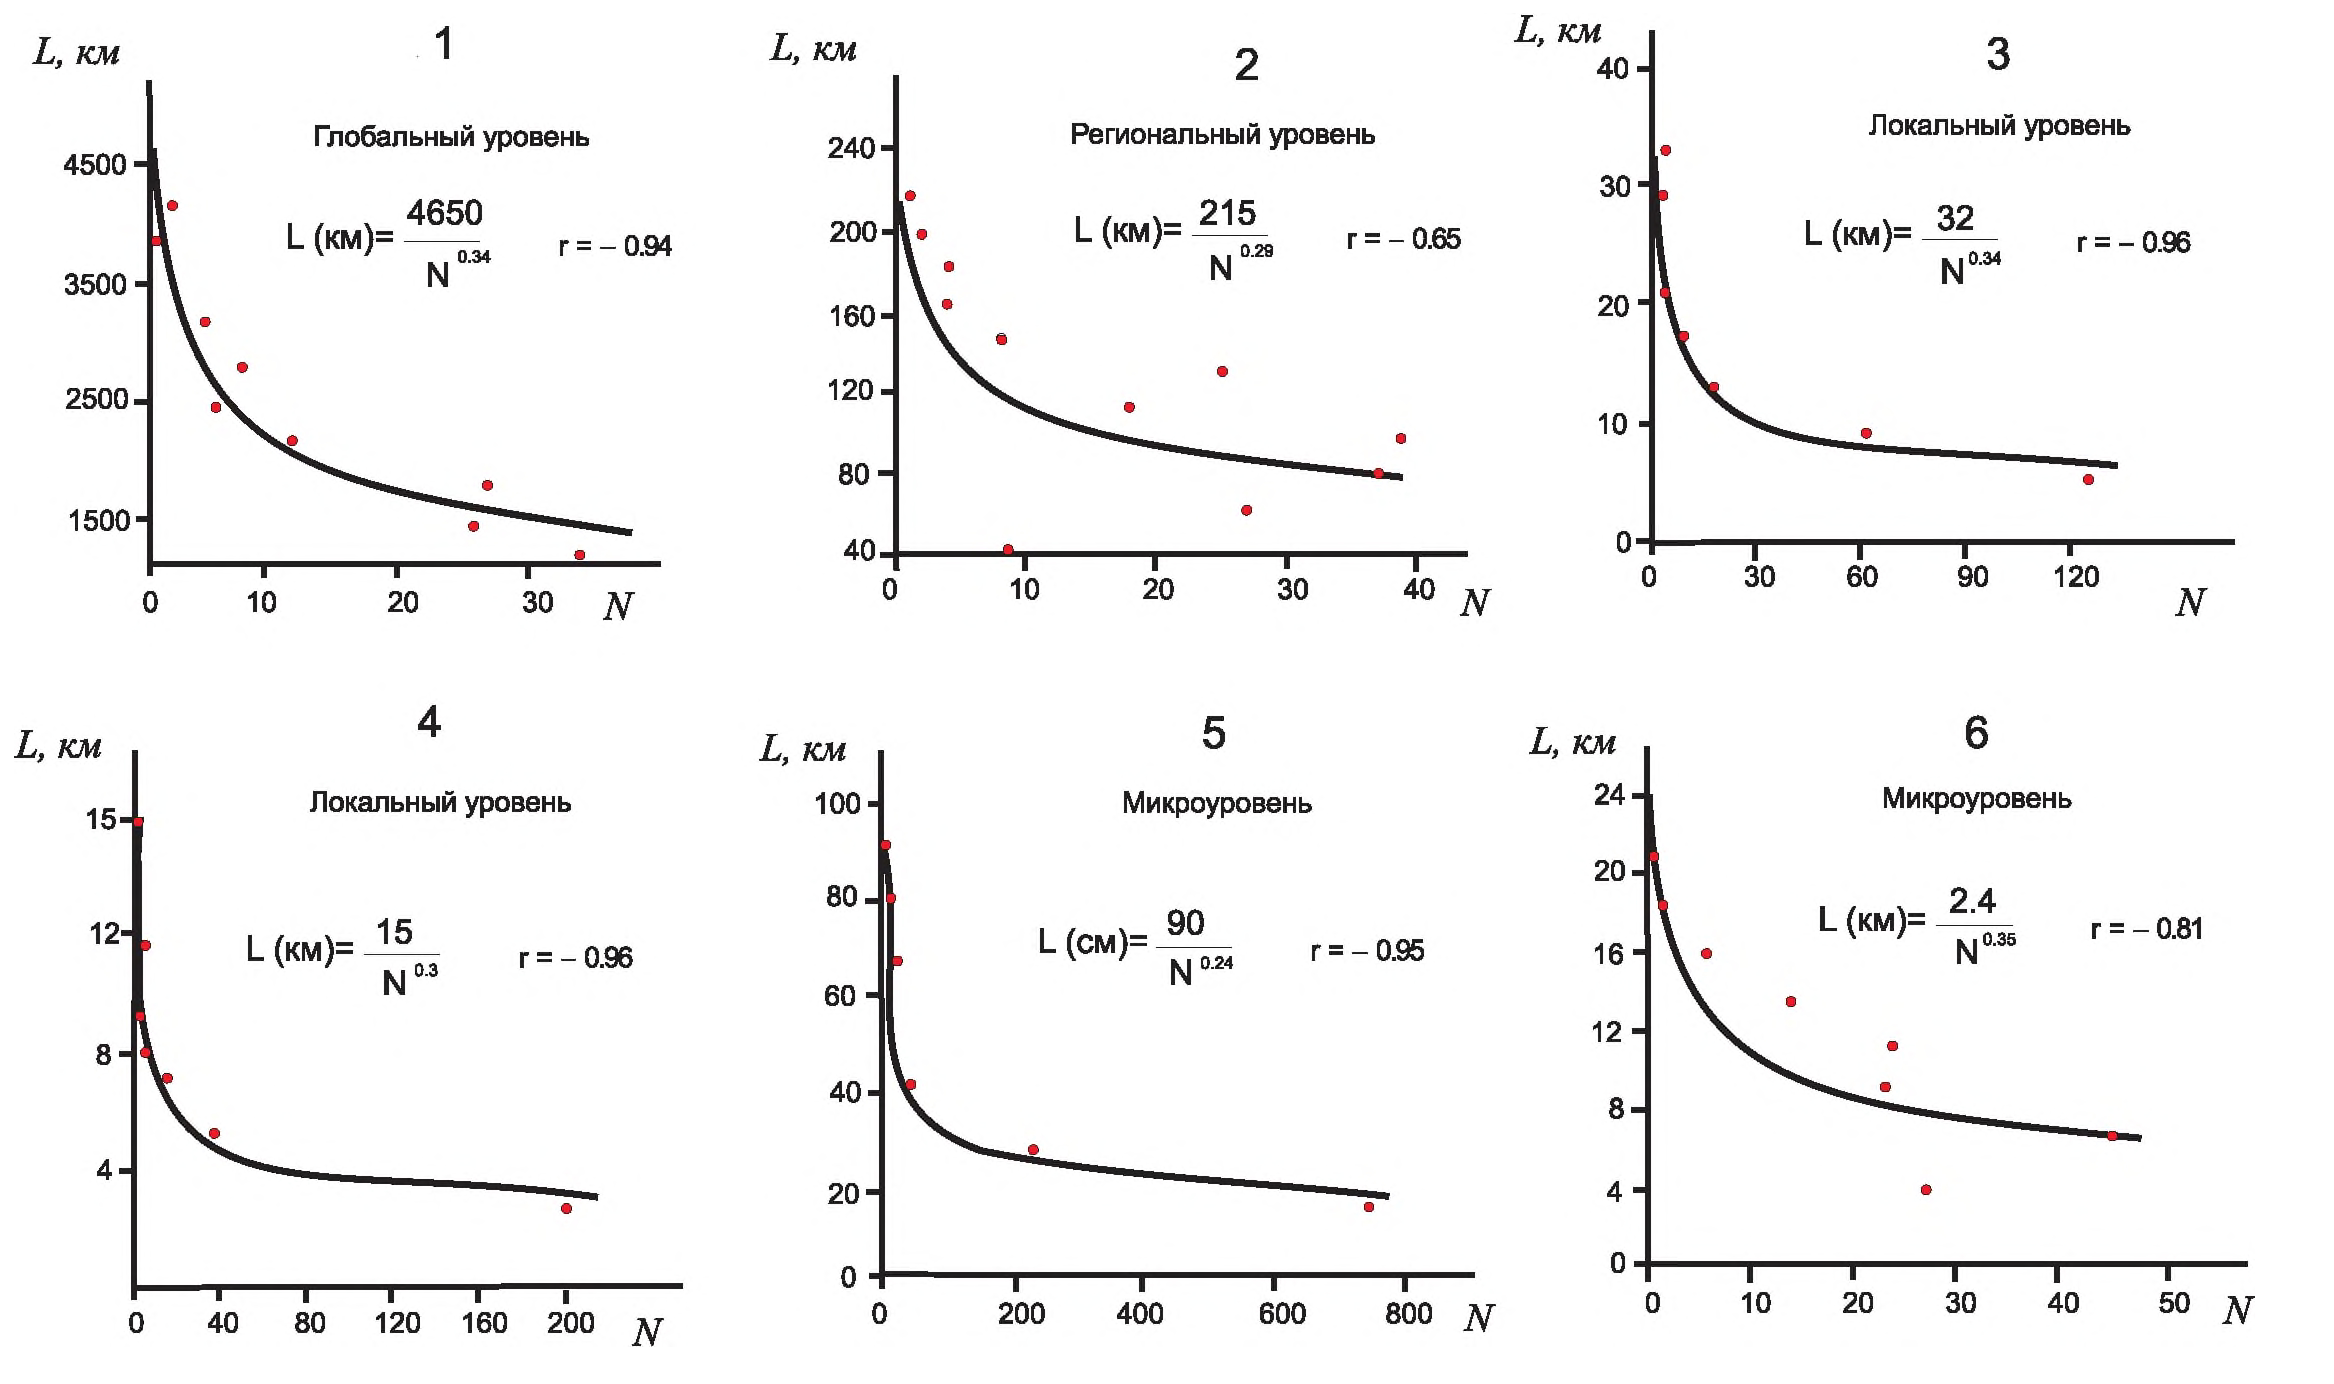 1
L, км
Глобальный уровень
L (км)= 4650 / N 0.34
r = – 0.94
4500
3500
2500
1500
0 10 20 30 N
2
L, км
Региональный уровень
L (км)= 215 / N 0.29
r = – 0.65
240
200
160
120
80
40
0 10 20 30 40 N
3
L, км
Локальный уровень
L (км)= 32 / N 0.34
r = – 0.96
40
30
20
10
0
0 30 60 90 120 N
4
L, км
Локальный уровень
L (км)= 15 / N 0.3
r = – 0.96
15
12
8
4
0 40 80 120 160 200 N
5
L, км
Микроуровень
L (см)= 90 / N 0.24
r = – 0.95
100
80
60
40
20
0
0 200 400 600 800 N
6
L, км
Микроуровень
L (км)= 2.4 / N 0.35
r = – 0.81
24
20
16
12
8
4
0
0 10 20 30 40 50 N